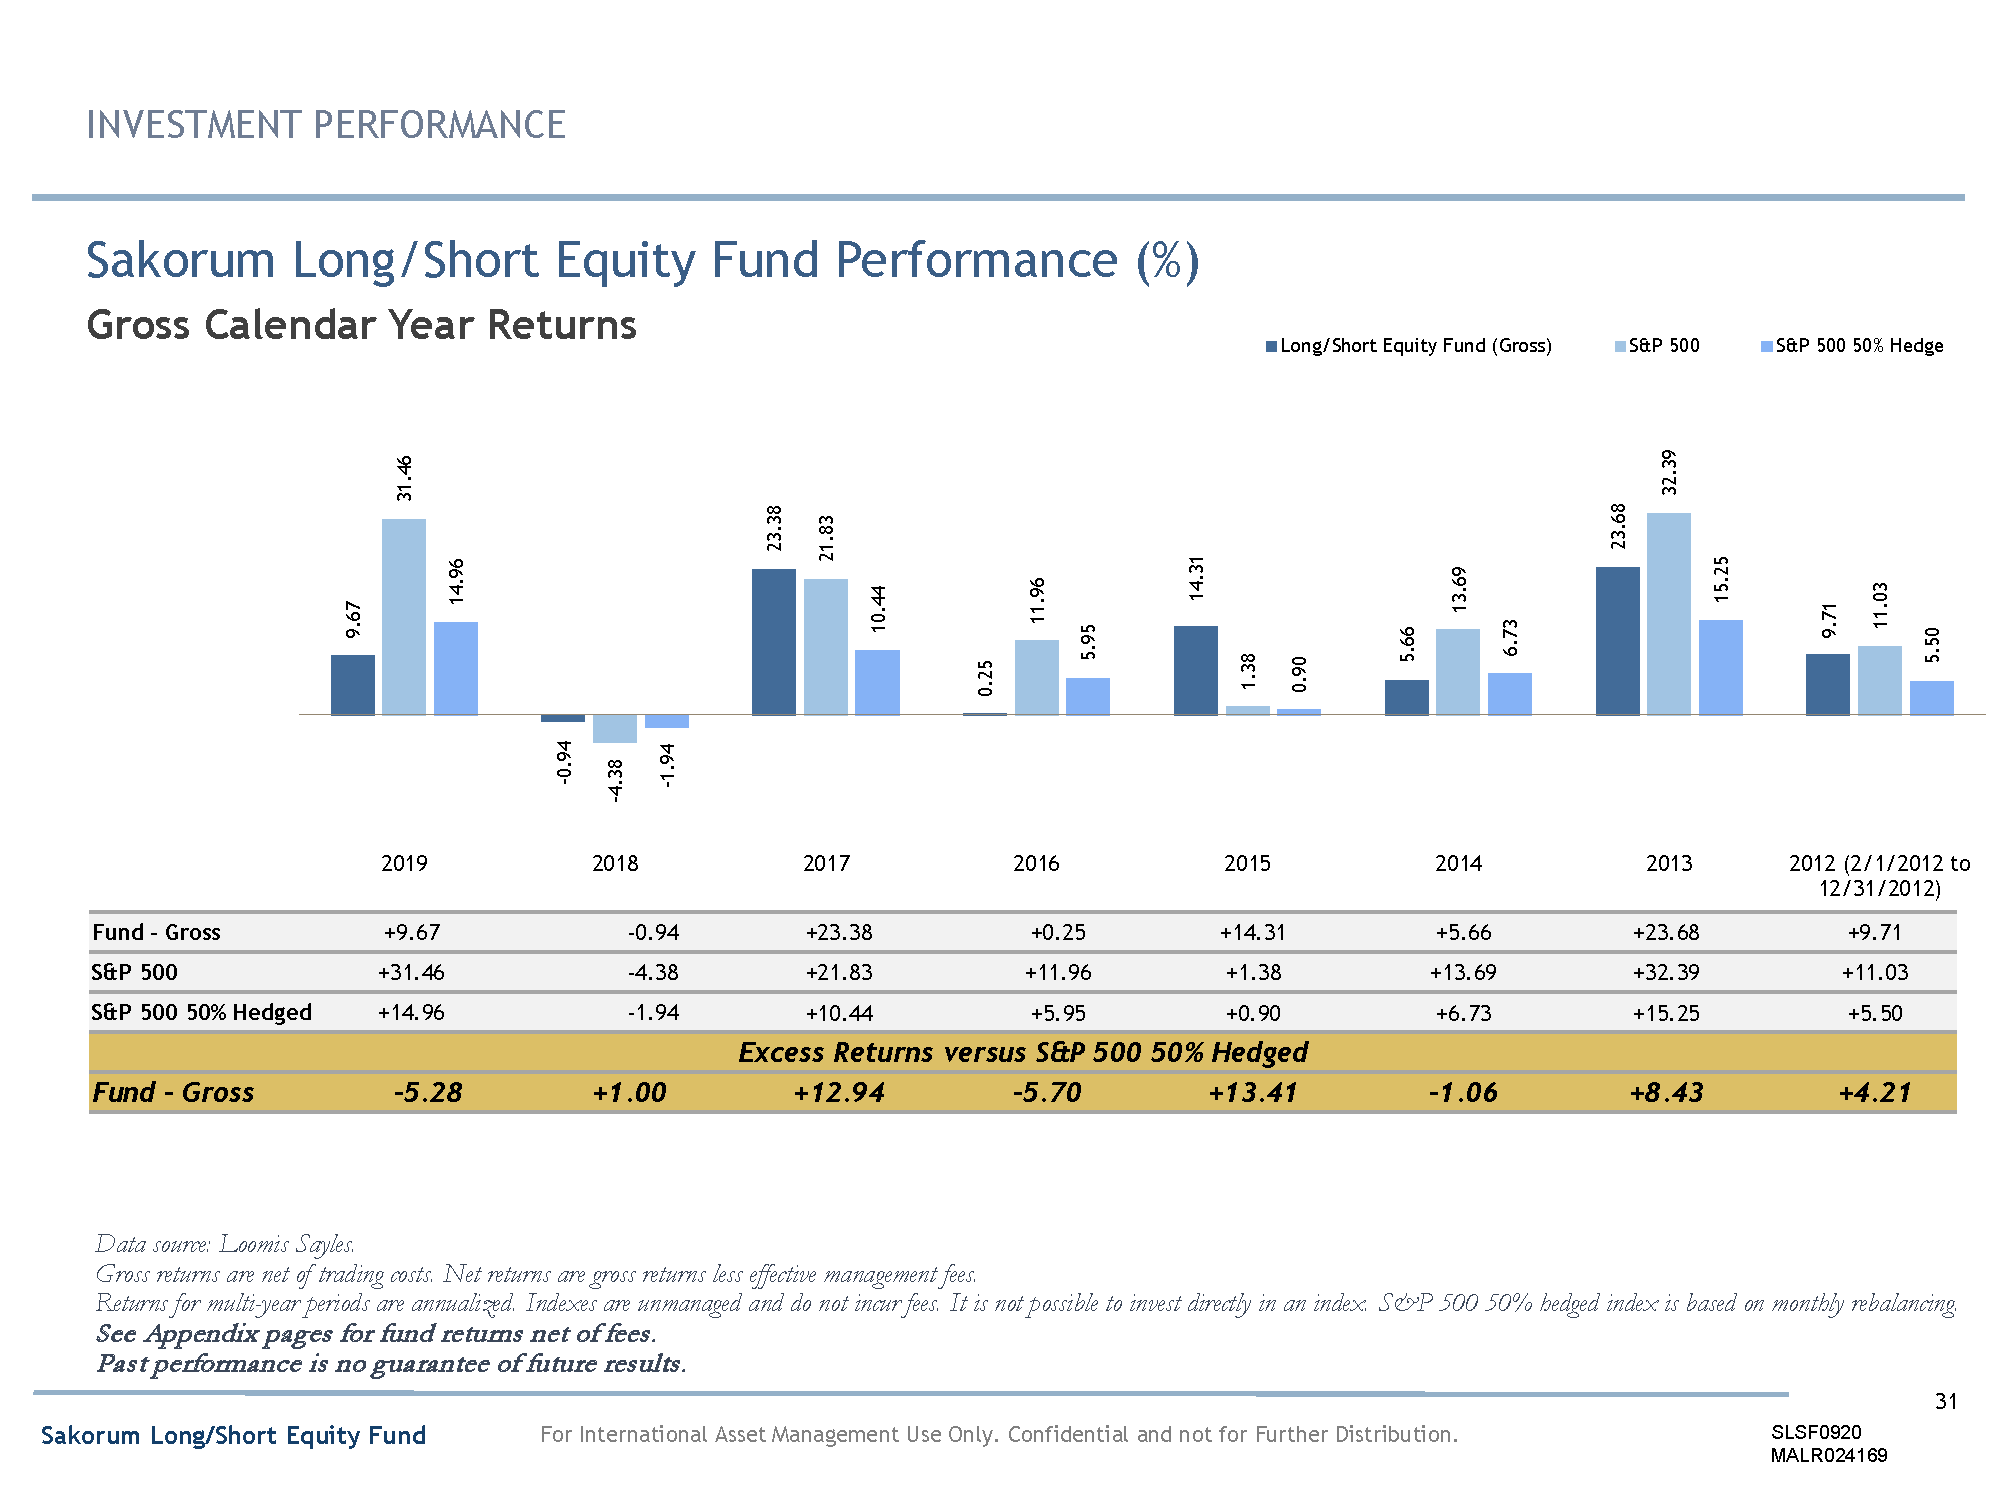 INVESTMENT PERFORMANCE
Sakorum Long/Short Equity Fund Performance (%)
Gross Calendar Year Returns
Long/Short Equity Fund (Gross) S&P 500 S&P 500 50% Hedge
9.67 31.46 14.96 -0.94 -4.38 -1.94 23.38 21.83 10.44 0.25 11.96 5.95 14.31 1.38 0.90 5.66 13.69 6.73 23.68 32.39 15.25 9.71 11.03 5.50
2019 2018 2017 2016 2015 2014 2013 2012 (2/1/2012 to
12/31/2012)
Fund - Gross +9.67 -0.94 +23.38 +0.25 +14.31 +5.66 +23.68 +9.71
S&P 500 +31.46 -4.38 +21.83 +11.96 +1.38 +13.69 +32.39 +11.03
S&P 500 50% Hedged +14.96 -1.94 +10.44 +5.95 +0.90 +6.73 +15.25 +5.50
Excess Returns versus S&P 500 50% Hedged
Fund – Gross -5.28 +1.00 +12.94 -5.70 +13.41 -1.06 +8.43 +4.21
Data source: Loomis Sayles.
Gross returns are net of trading costs. Net returns are gross returns less effective management fees.
Returns for multi-year periods are annualized. Indexes are unmanaged and do not incur fees. It is not possible to invest directly in an index. S&P 500 50% hedged index is based on monthly rebalancing.
See Appendix pages for fund returns net of fees.
Past performance is no guarantee of future results.
31
Sakorum Long/Short Equity Fund
For International Asset Management Use Only. Confidential and not for Further Distribution.
SLSF0920
MALR024169